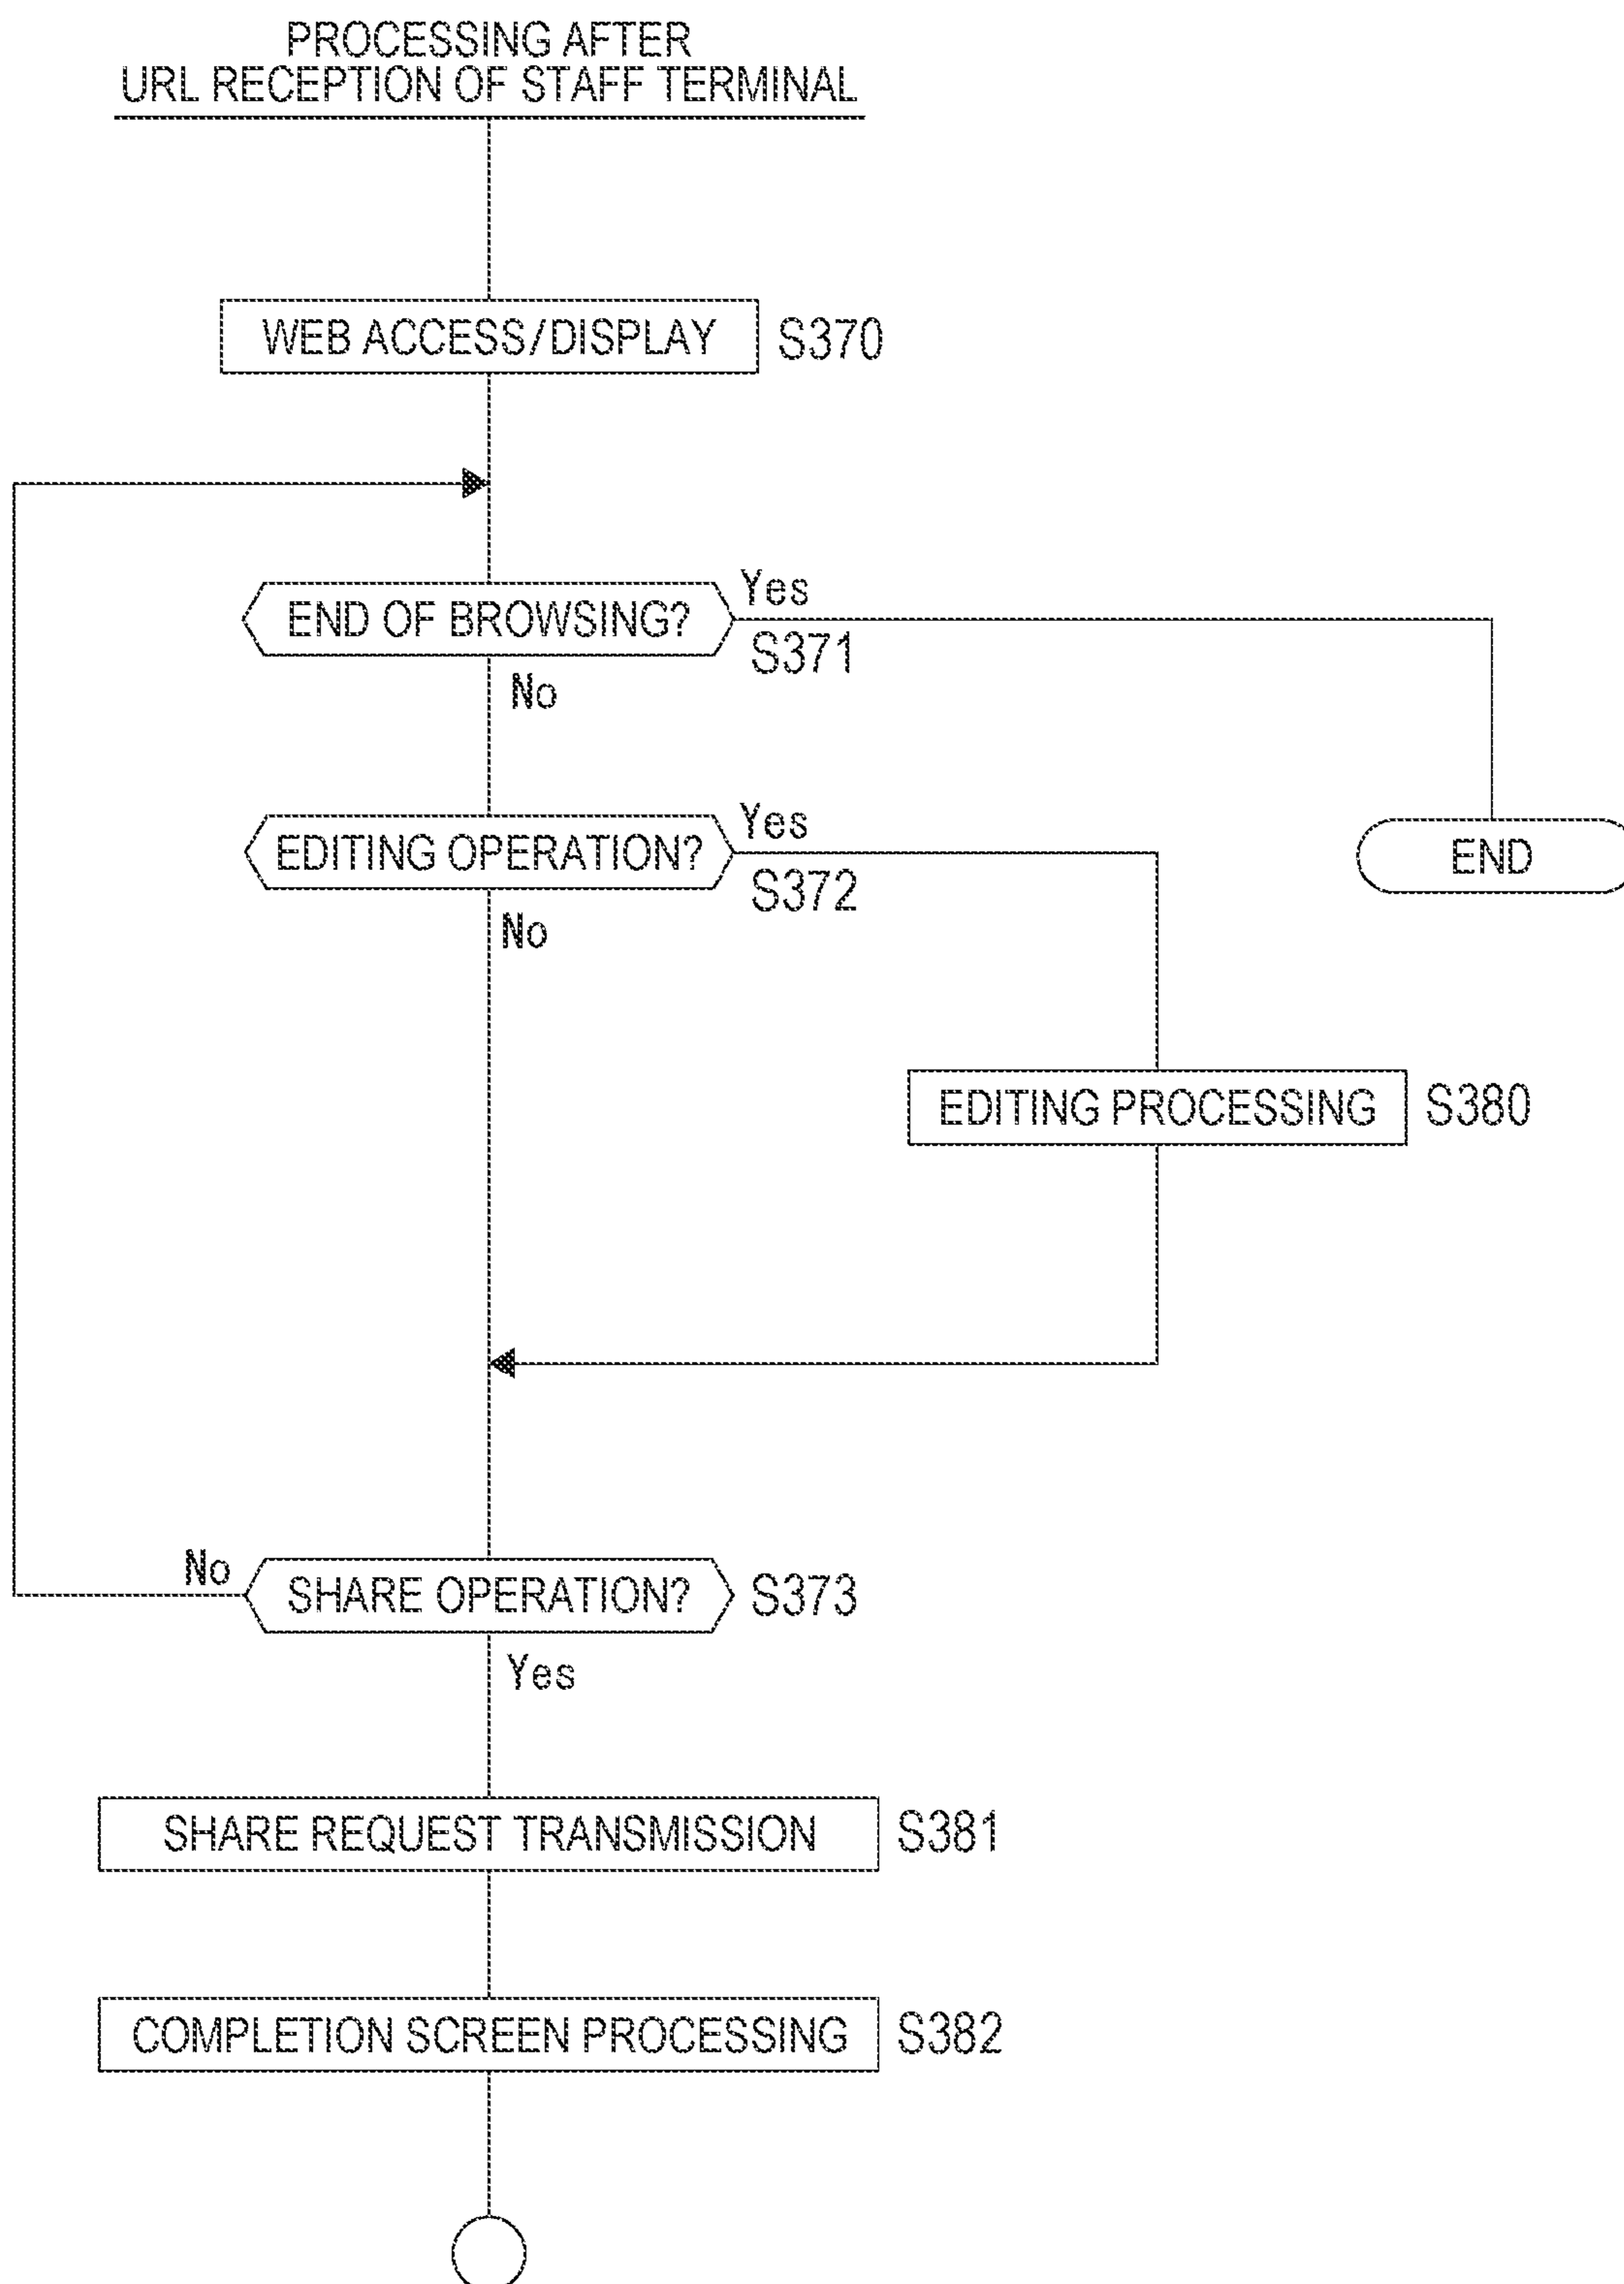 PROCESSING AFTER
URL RECEPTION OF STAFF TERMINAL
WEB ACCESS/DISPLAY S370
END OF BROWSING? Yes
S371
No
EDITING OPERATION? Yes
S372
END
No
EDITING PROCESSING S380
No
SHARE OPERATION? S373
Yes
SHARE REQUEST TRANSMISSION S381
COMPLETION SCREEN PROCESSING S382